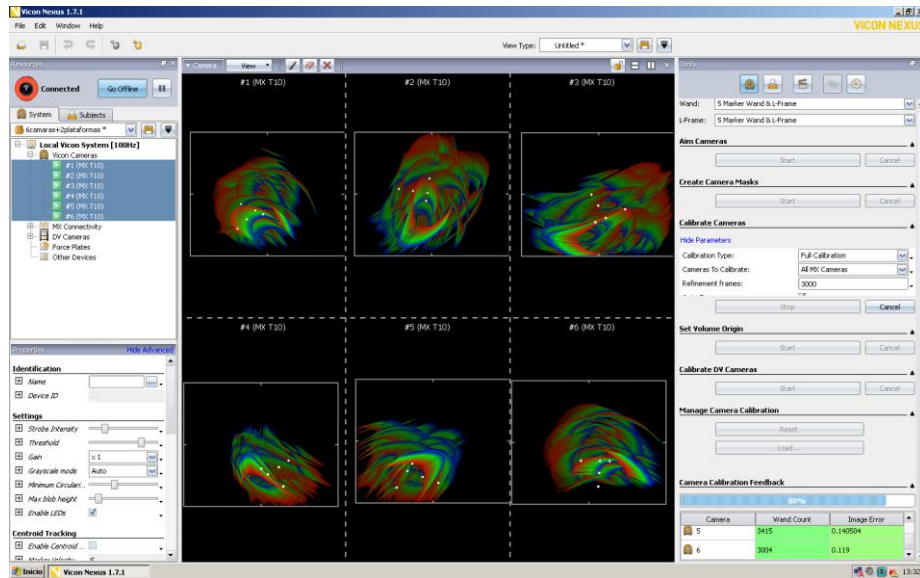 Vicon Nexus 1.7.1
File Edit Window Help
VICON NEXUS
View Type: Untitled *
Resources
Connected Go Offline
System Subjects
6camaras+2plataformas *
Local Vicon System [100Hz]
Vicon Cameras
#1 (MX T10)
#2 (MX T10)
#3 (MX T10)
#4 (MX T10)
#5 (MX T10)
#6 (MX T10)
MX Connectivity
DV Cameras
Force Plates
Other Devices
Properties Hide Advanced
Identification
Name
Device ID
Settings
Strobe Intensity
Threshold
Gain x 1
Grayscale mode Auto
Minimum Circulari...
Max blob height
Enable LEDs
Centroid Tracking
Enable Centroid ...
Camera View
#1 (MX T10) #2 (MX T10) #3 (MX T10)
#4 (MX T10) #5 (MX T10) #6 (MX T10)
Tools
Wand: 5 Marker Wand & L-Frame
L-Frame: 5 Marker Wand & L-Frame
Aim Cameras
Start Cancel
Create Camera Masks
Start Cancel
Calibrate Cameras
Hide Parameters
Calibration Type: Full Calibration
Cameras To Calibrate: All MX Cameras
Refinement frames: 3000
Stop Cancel
Set Volume Origin
Start Cancel
Calibrate DV Cameras
Start Cancel
Manage Camera Calibration
Reset
Load...
Camera Calibration Feedback
88%
Camera Wand Count Image Error
5 3415 0.140504
6 3004 0.119
Inicio Vicon Nexus 1.7.1 13:32